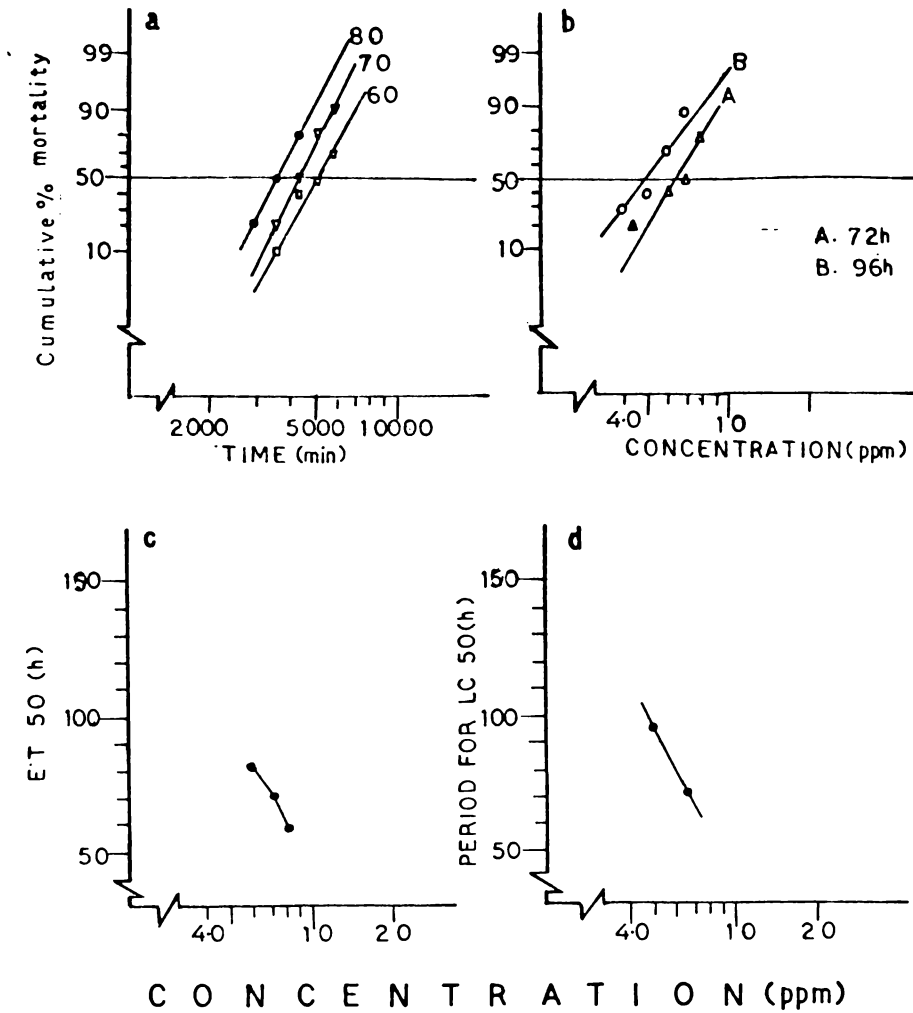 a
Cumulative % mortality
99
90
50
10
80
70
60
2000 5000 10000
TIME (min)
b
99
90
50
10
B
A
A. 72h
B. 96h
4.0 10
CONCENTRATION (ppm)
c
ET 50 (h)
150
100
50
4.0 1.0 2.0
d
PERIOD FOR LC 50 (h)
150
100
50
4.0 1.0 2.0
CONCENTRATION (ppm)